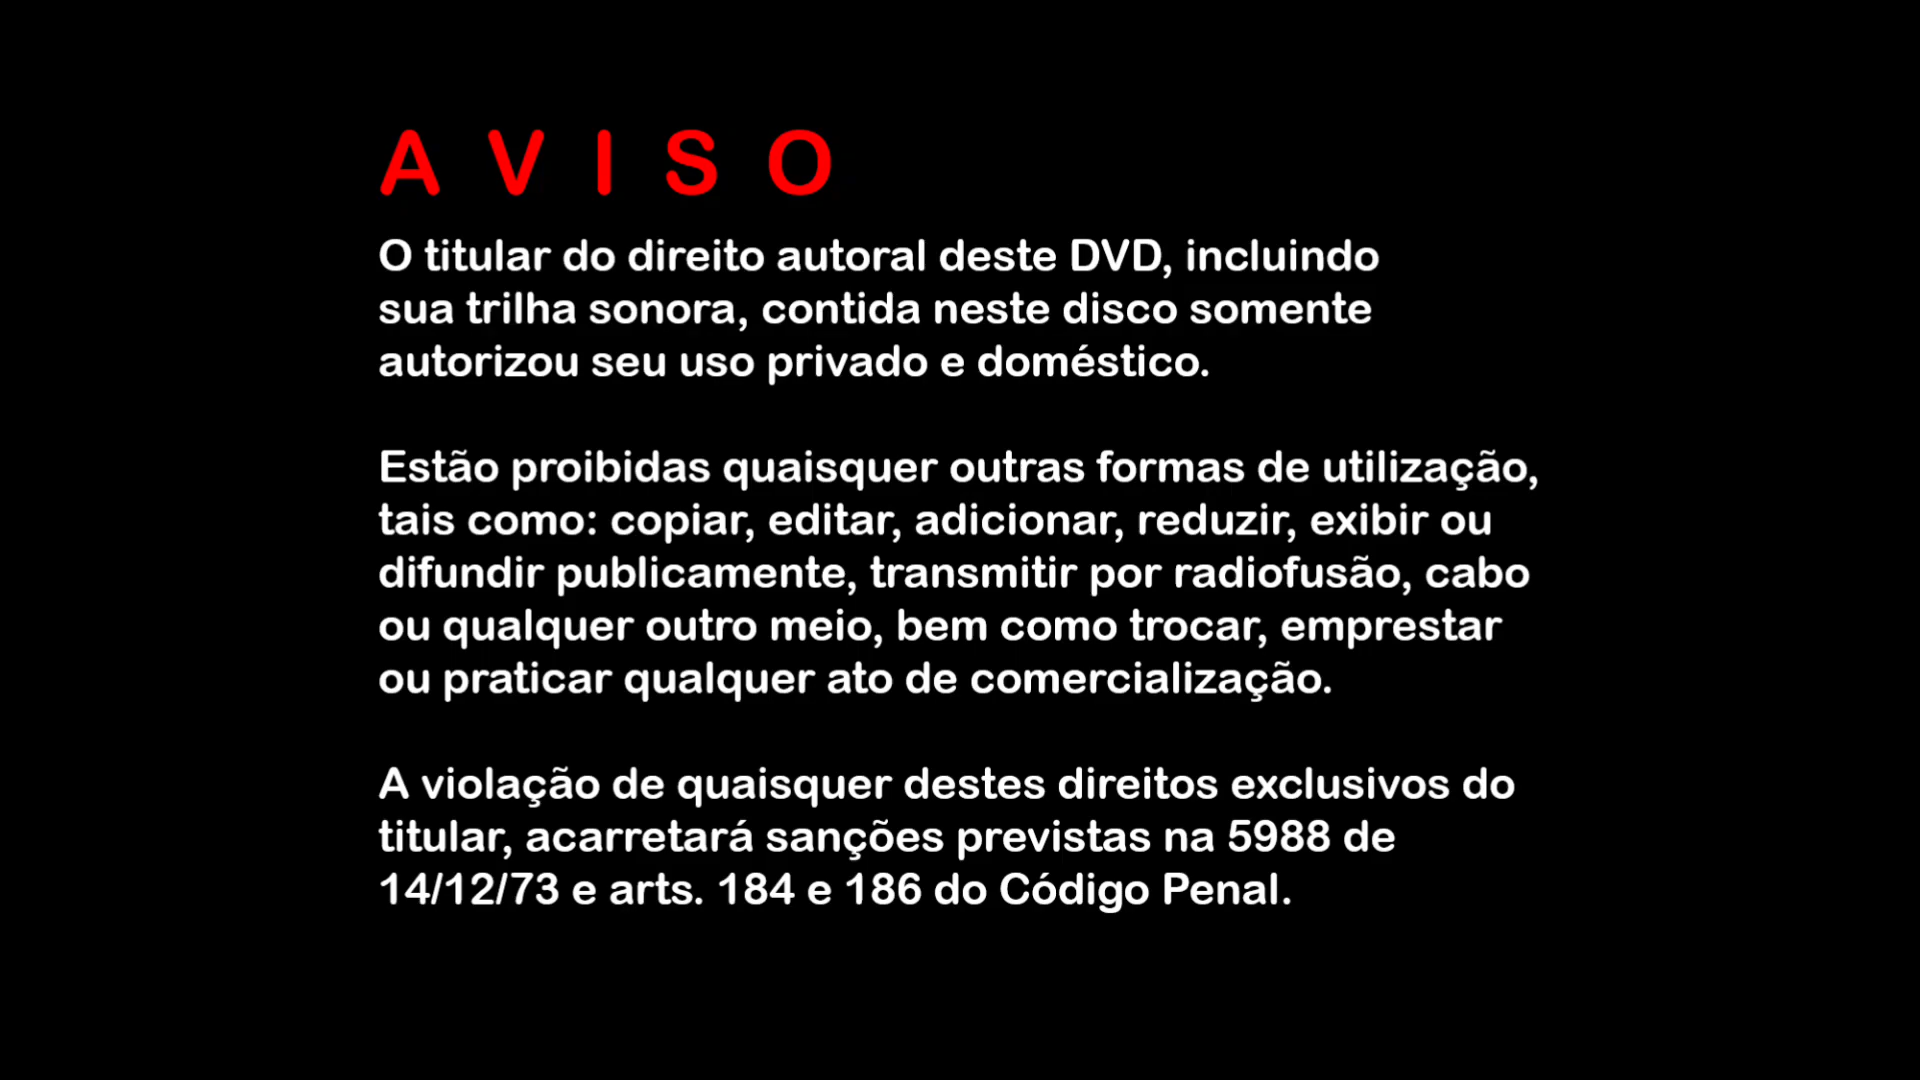 A V I S O
O titular do direito autoral deste DVD, incluindo
sua trilha sonora, contida neste disco somente
autorizou seu uso privado e doméstico.
Estão proibidas quaisquer outras formas de utilização,
tais como: copiar, editar, adicionar, reduzir, exibir ou
difundir publicamente, transmitir por radiofusão, cabo
ou qualquer outro meio, bem como trocar, emprestar
ou praticar qualquer ato de comercialização.
A violação de quaisquer destes direitos exclusivos do
titular, acarretará sanções previstas na 5988 de
14/12/73 e arts. 184 e 186 do Código Penal.